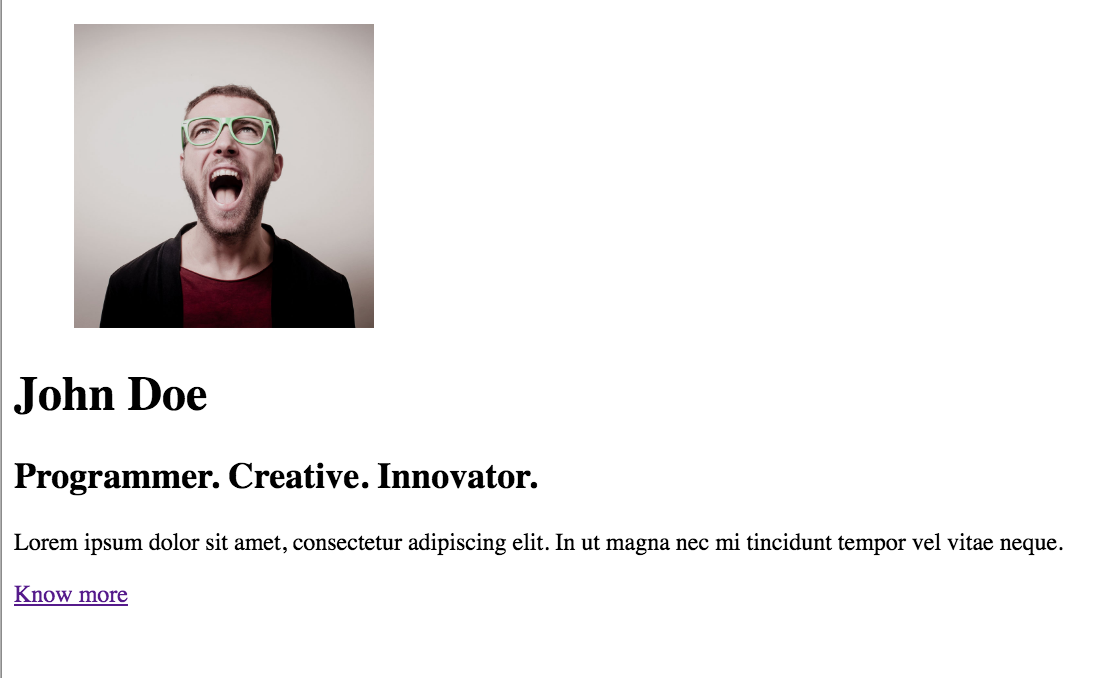 John Doe
Programmer. Creative. Innovator.
Lorem ipsum dolor sit amet, consectetur adipiscing elit. In ut magna nec mi tincidunt tempor vel vitae neque.
Know more